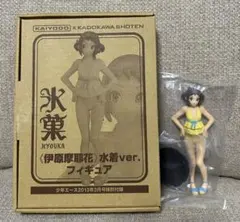 KAIYODO × KADOKAWA SHOTEN
氷菓
HYOUKA
《伊原摩耶花》水着ver.
フィギュア
少年エース2013年2月号特別付録